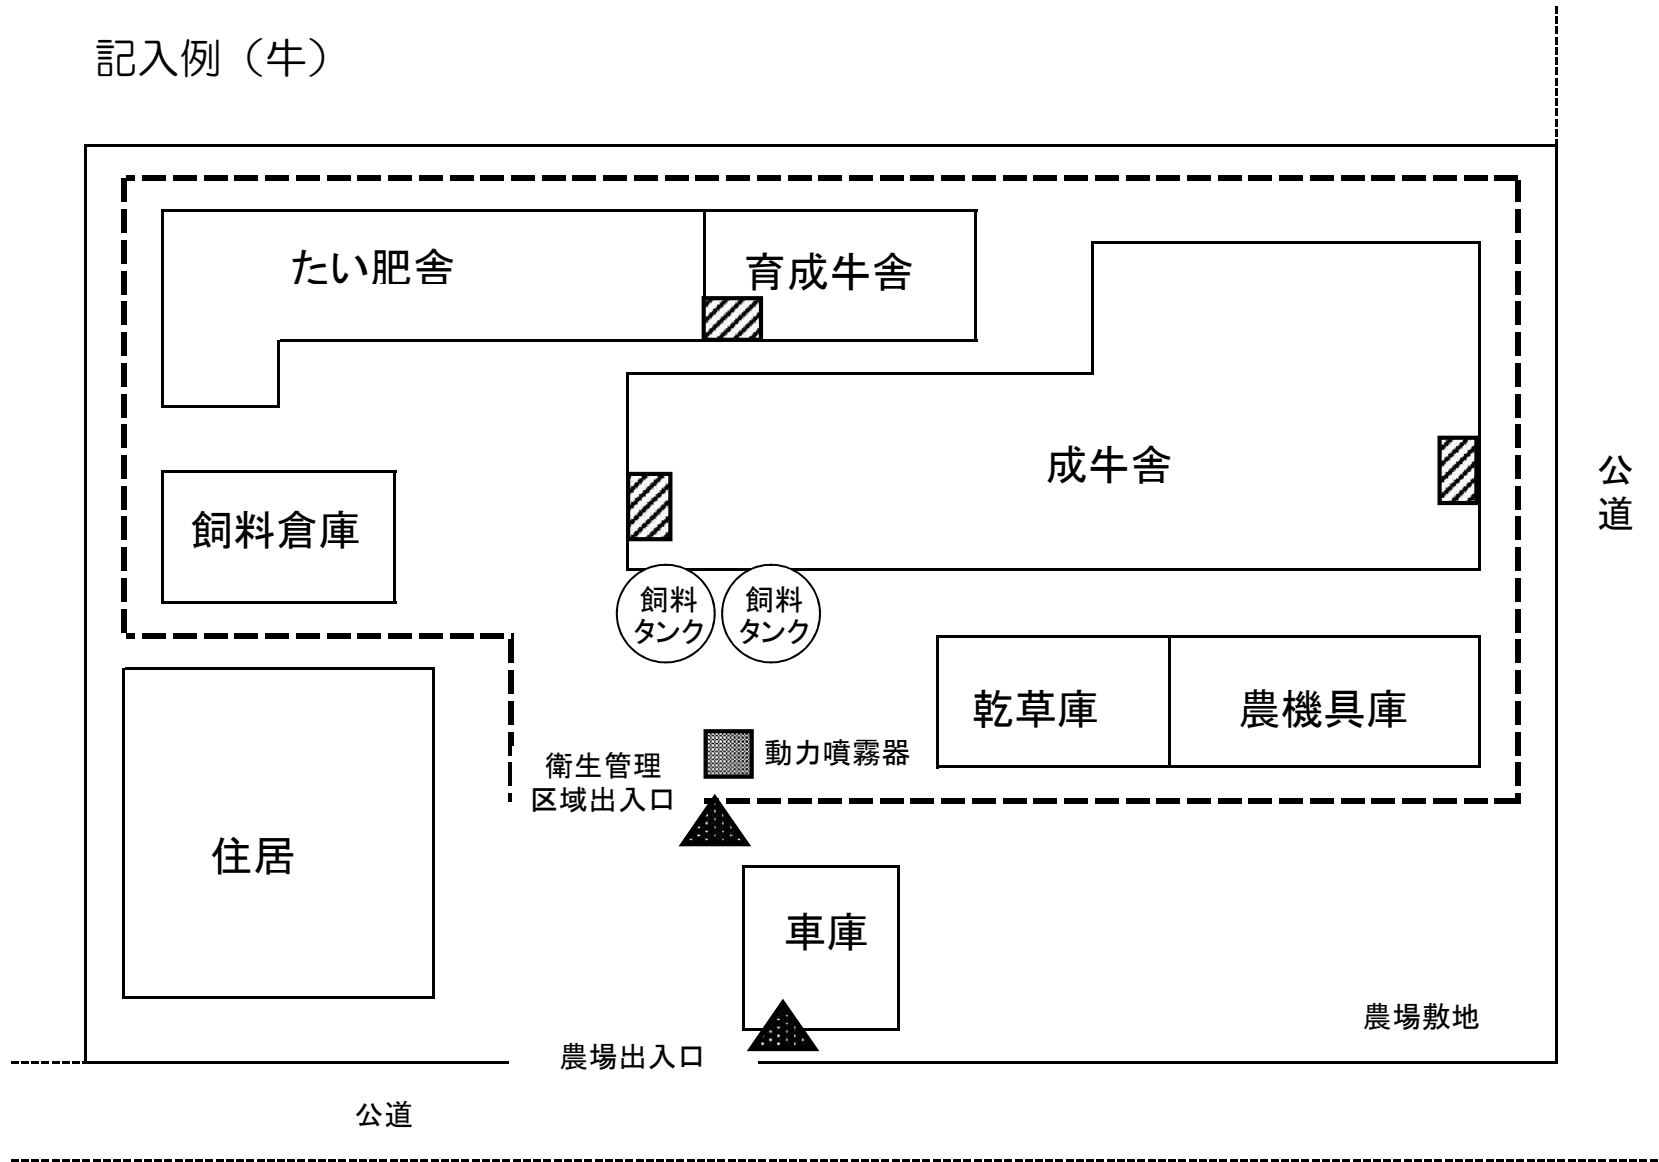 記入例（牛）
たい肥舎
育成牛舎
成牛舎
公道
飼料倉庫
飼料
タンク
飼料
タンク
乾草庫
農機具庫
動力噴霧器
衛生管理
区域出入口
住居
車庫
農場敷地
農場出入口
公道